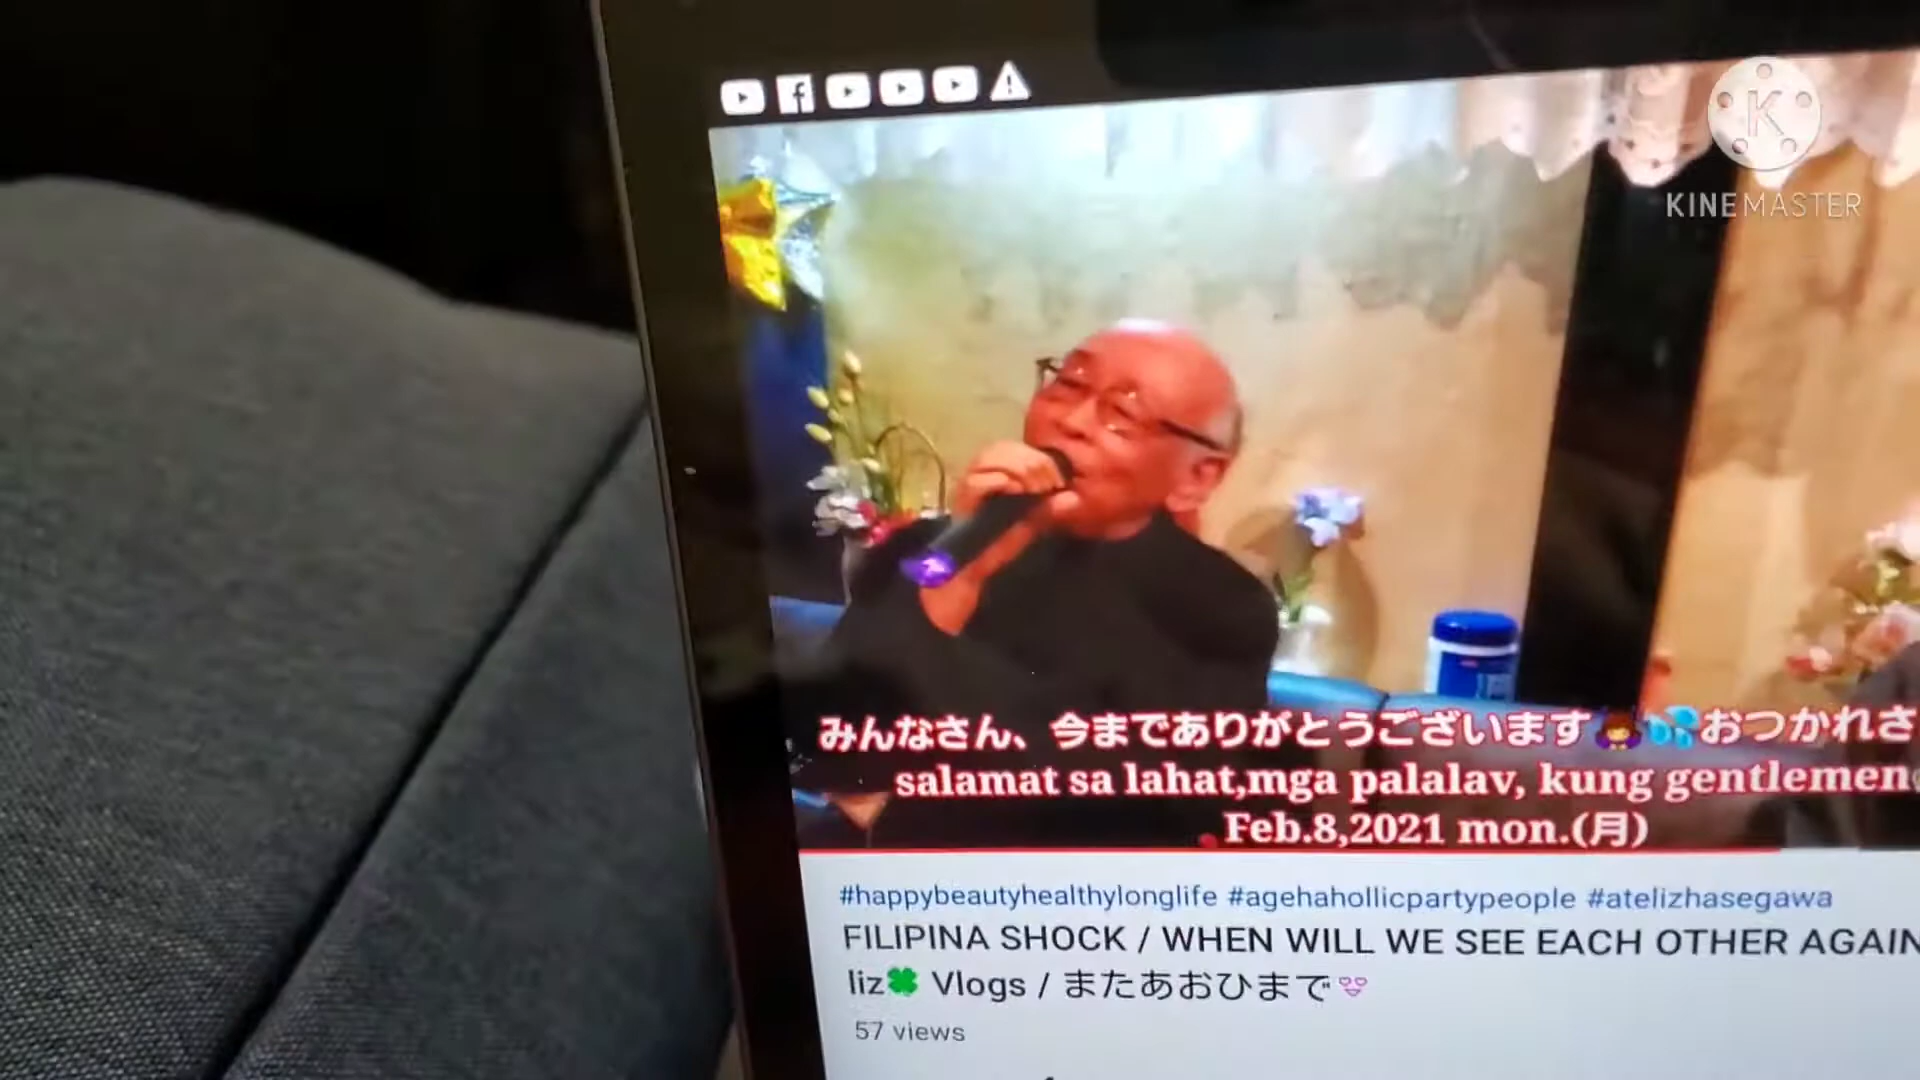 KINEMASTER
みんなさん、今までありがとうございます🙇💦おつかれさ
salamat sa lahat,mga palalav, kung gentlemen
Feb.8,2021 mon.(月)
#happybeautyhealthylonglife #agehahollicpartypeople #atelizhasegawa
FILIPINA SHOCK / WHEN WILL WE SEE EACH OTHER AGAIN
liz🍀 Vlogs / またあおひまで
57 views